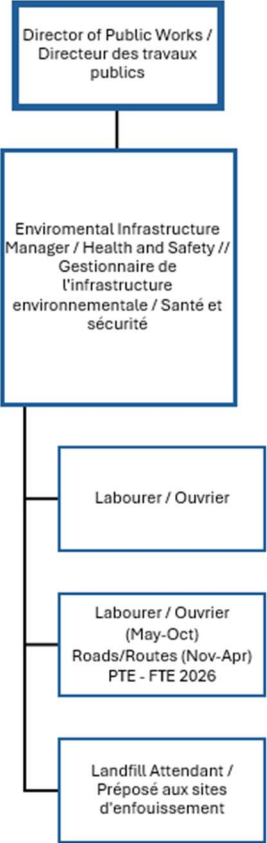 Director of Public Works /
Directeur des travaux
publics
Enviromental Infrastructure
Manager / Health and Safety //
Gestionnaire de
l'infrastructure
environnementale / Santé et
sécurité
Labourer / Ouvrier
Labourer / Ouvrier
(May-Oct)
Roads/Routes (Nov-Apr)
PTE - FTE 2026
Landfill Attendant /
Préposé aux sites
d'enfouissement